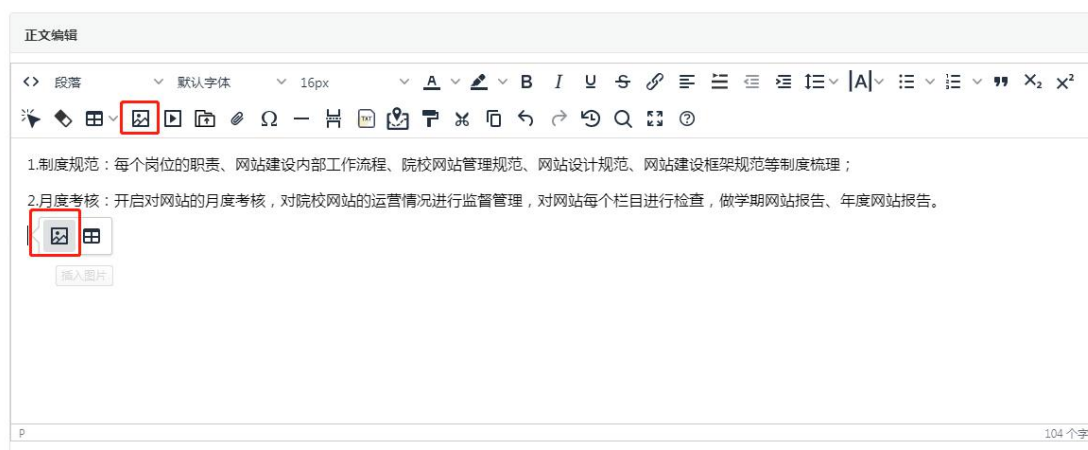 正文编辑
段落 默认字体 16px A B I U S A ” X₂ X²
Ω TXT T
1.制度规范：每个岗位的职责、网站建设内部工作流程、院校网站管理规范、网站设计规范、网站建设框架规范等制度梳理；
2.月度考核：开启对网站的月度考核，对院校网站的运营情况进行监督管理，对网站每个栏目进行检查，做学期网站报告、年度网站报告。
插入图片
P 104 个字